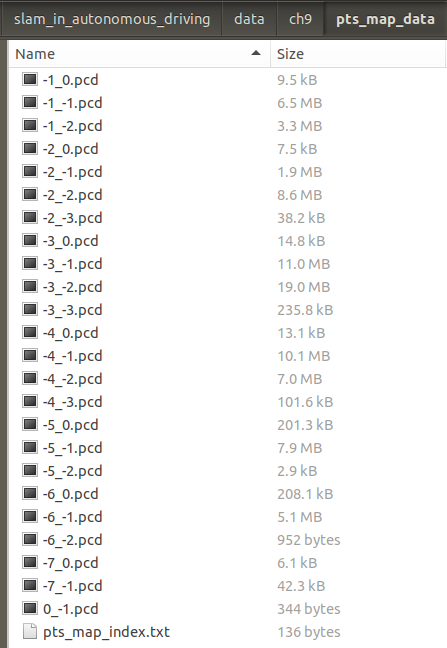 slam_in_autonomous_driving data ch9 pts_map_data
Name Size
-1_0.pcd 9.5 kB
-1_-1.pcd 6.5 MB
-1_-2.pcd 3.3 MB
-2_0.pcd 7.5 kB
-2_-1.pcd 1.9 MB
-2_-2.pcd 8.6 MB
-2_-3.pcd 38.2 kB
-3_0.pcd 14.8 kB
-3_-1.pcd 11.0 MB
-3_-2.pcd 19.0 MB
-3_-3.pcd 235.8 kB
-4_0.pcd 13.1 kB
-4_-1.pcd 10.1 MB
-4_-2.pcd 7.0 MB
-4_-3.pcd 101.6 kB
-5_0.pcd 201.3 kB
-5_-1.pcd 7.9 MB
-5_-2.pcd 2.9 kB
-6_0.pcd 208.1 kB
-6_-1.pcd 5.1 MB
-6_-2.pcd 952 bytes
-7_0.pcd 6.1 kB
-7_-1.pcd 42.3 kB
0_-1.pcd 344 bytes
pts_map_index.txt 136 bytes